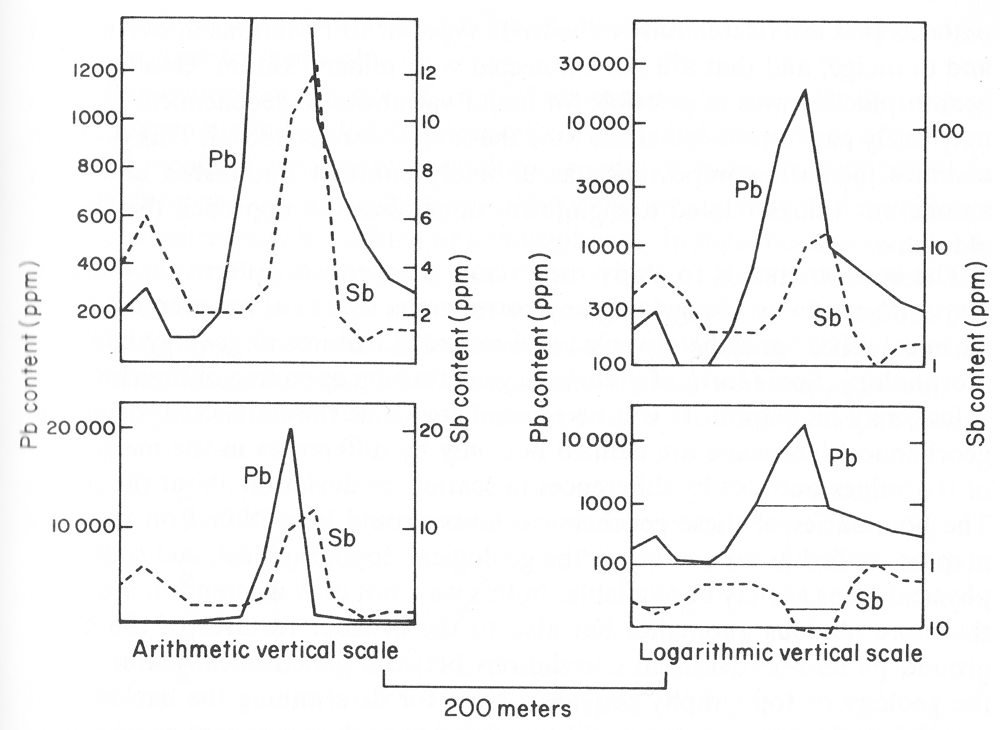 1200
1000
800
600
400
200
Pb
Sb
12
10
8
6
4
2
Pb content (ppm)
Sb content (ppm)
20 000
10 000
Pb
Sb
20
10
Arithmetic vertical scale
30 000
10 000
3000
1000
300
100
Pb
Sb
100
10
1
Pb content (ppm)
Sb content (ppm)
10 000
1000
100
Pb
Sb
1
10
Logarithmic vertical scale
200 meters